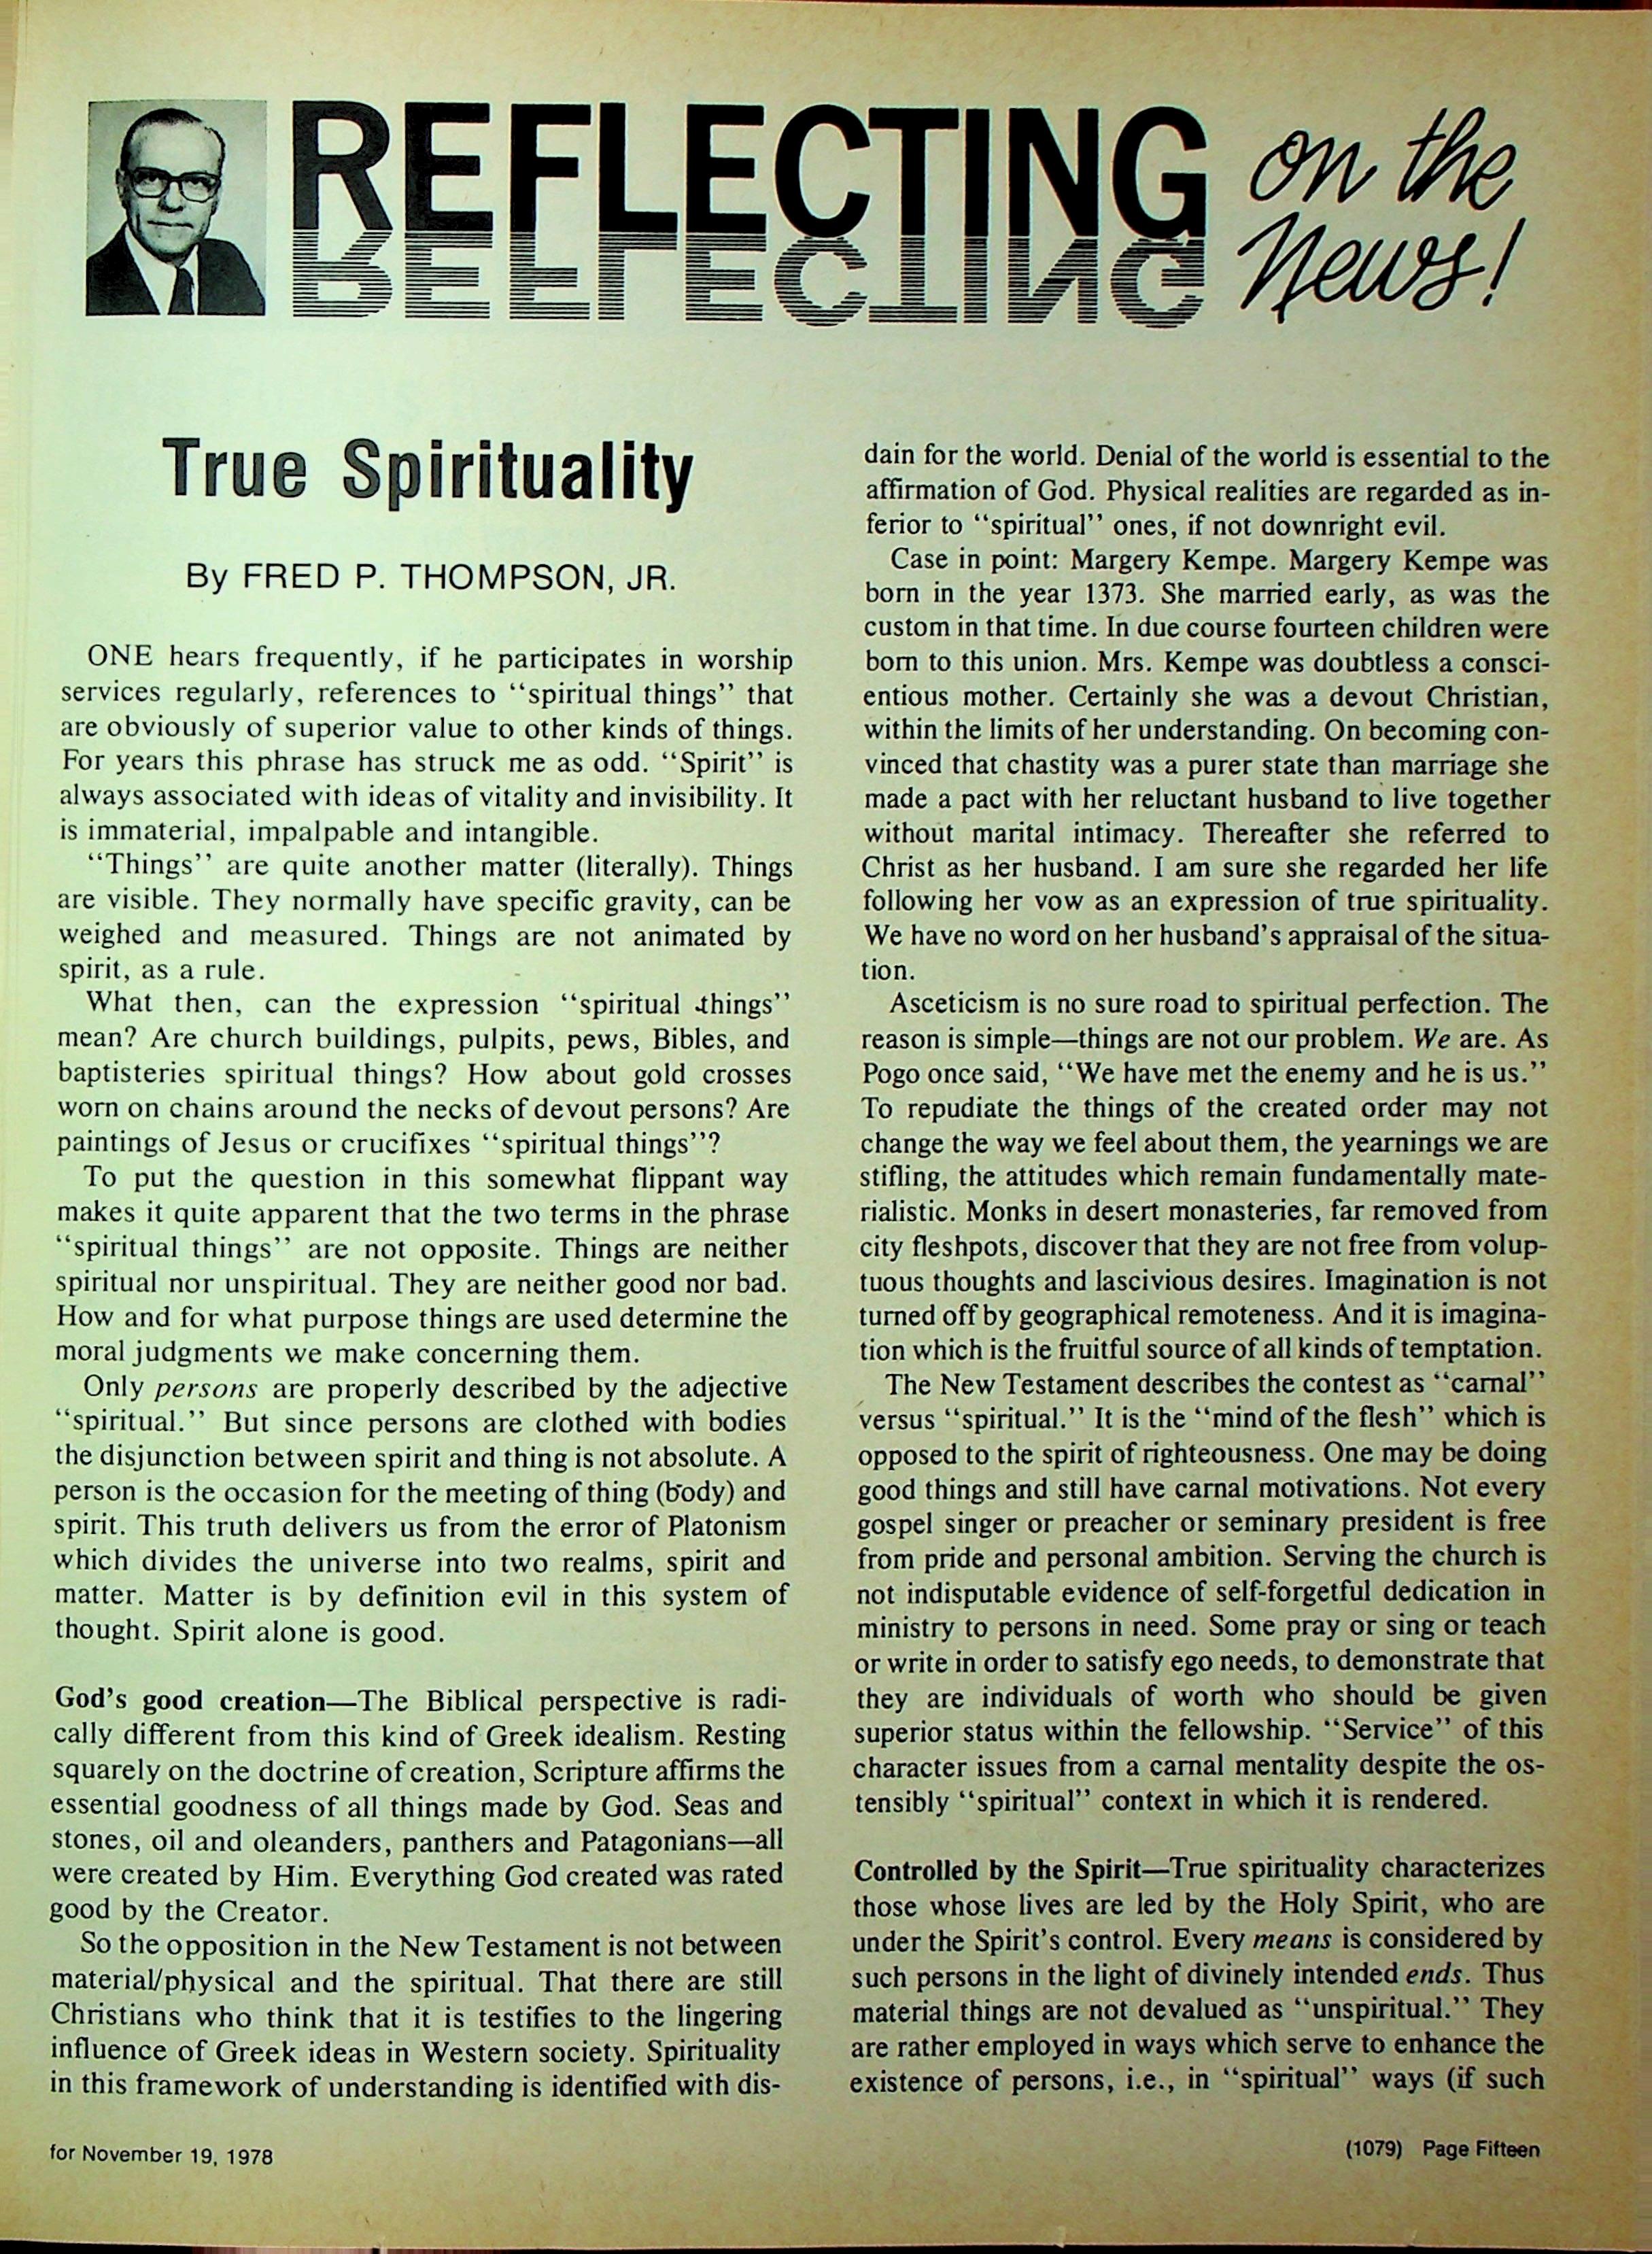 REFLECTING on the
News!
True Spirituality
By FRED P. THOMPSON, JR.
ONE hears frequently, if he participates in worship
services regularly, references to “spiritual things” that
are obviously of superior value to other kinds of things.
For years this phrase has struck me as odd. “Spirit” is
always associated with ideas of vitality and invisibility. It
is immaterial, impalpable and intangible.
“Things” are quite another matter (literally). Things
are visible. They normally have specific gravity, can be
weighed and measured. Things are not animated by
spirit, as a rule.
What then, can the expression “spiritual things”
mean? Are church buildings, pulpits, pews, Bibles, and
baptisteries spiritual things? How about gold crosses
worn on chains around the necks of devout persons? Are
paintings of Jesus or crucifixes “spiritual things”?
To put the question in this somewhat flippant way
makes it quite apparent that the two terms in the phrase
“spiritual things” are not opposite. Things are neither
spiritual nor unspiritual. They are neither good nor bad.
How and for what purpose things are used determine the
moral judgments we make concerning them.
Only persons are properly described by the adjective
“spiritual.” But since persons are clothed with bodies
the disjunction between spirit and thing is not absolute. A
person is the occasion for the meeting of thing (body) and
spirit. This truth delivers us from the error of Platonism
which divides the universe into two realms, spirit and
matter. Matter is by definition evil in this system of
thought. Spirit alone is good.
God's good creation—The Biblical perspective is radi-
cally different from this kind of Greek idealism. Resting
squarely on the doctrine of creation, Scripture affirms the
essential goodness of all things made by God. Seas and
stones, oil and oleanders, panthers and Patagonians—all
were created by Him. Everything God created was rated
good by the Creator.
So the opposition in the New Testament is not between
material/physical and the spiritual. That there are still
Christians who think that it is testifies to the lingering
influence of Greek ideas in Western society. Spirituality
in this framework of understanding is identified with dis-
dain for the world. Denial of the world is essential to the
affirmation of God. Physical realities are regarded as in-
ferior to “spiritual” ones, if not downright evil.
Case in point: Margery Kempe. Margery Kempe was
born in the year 1373. She married early, as was the
custom in that time. In due course fourteen children were
born to this union. Mrs. Kempe was doubtless a consci-
entious mother. Certainly she was a devout Christian,
within the limits of her understanding. On becoming con-
vinced that chastity was a purer state than marriage she
made a pact with her reluctant husband to live together
without marital intimacy. Thereafter she referred to
Christ as her husband. I am sure she regarded her life
following her vow as an expression of true spirituality.
We have no word on her husband's appraisal of the situa-
tion.
Asceticism is no sure road to spiritual perfection. The
reason is simple—things are not our problem. We are. As
Pogo once said, “We have met the enemy and he is us.”
To repudiate the things of the created order may not
change the way we feel about them, the yearnings we are
stifling, the attitudes which remain fundamentally mate-
rialistic. Monks in desert monasteries, far removed from
city fleshpots, discover that they are not free from volup-
tuous thoughts and lascivious desires. Imagination is not
turned off by geographical remoteness. And it is imagina-
tion which is the fruitful source of all kinds of temptation.
The New Testament describes the contest as “carnal”
versus “spiritual.” It is the “mind of the flesh” which is
opposed to the spirit of righteousness. One may be doing
good things and still have carnal motivations. Not every
gospel singer or preacher or seminary president is free
from pride and personal ambition. Serving the church is
not indisputable evidence of self-forgetful dedication in
ministry to persons in need. Some pray or sing or teach
or write in order to satisfy ego needs, to demonstrate that
they are individuals of worth who should be given
superior status within the fellowship. “Service” of this
character issues from a carnal mentality despite the os-
tensibly “spiritual” context in which it is rendered.
Controlled by the Spirit—True spirituality characterizes
those whose lives are led by the Holy Spirit, who are
under the Spirit's control. Every means is considered by
such persons in the light of divinely intended ends. Thus
material things are not devalued as “unspiritual.” They
are rather employed in ways which serve to enhance the
existence of persons, i.e., in “spiritual” ways (if such
for November 19, 1978
(1079) Page Fifteen